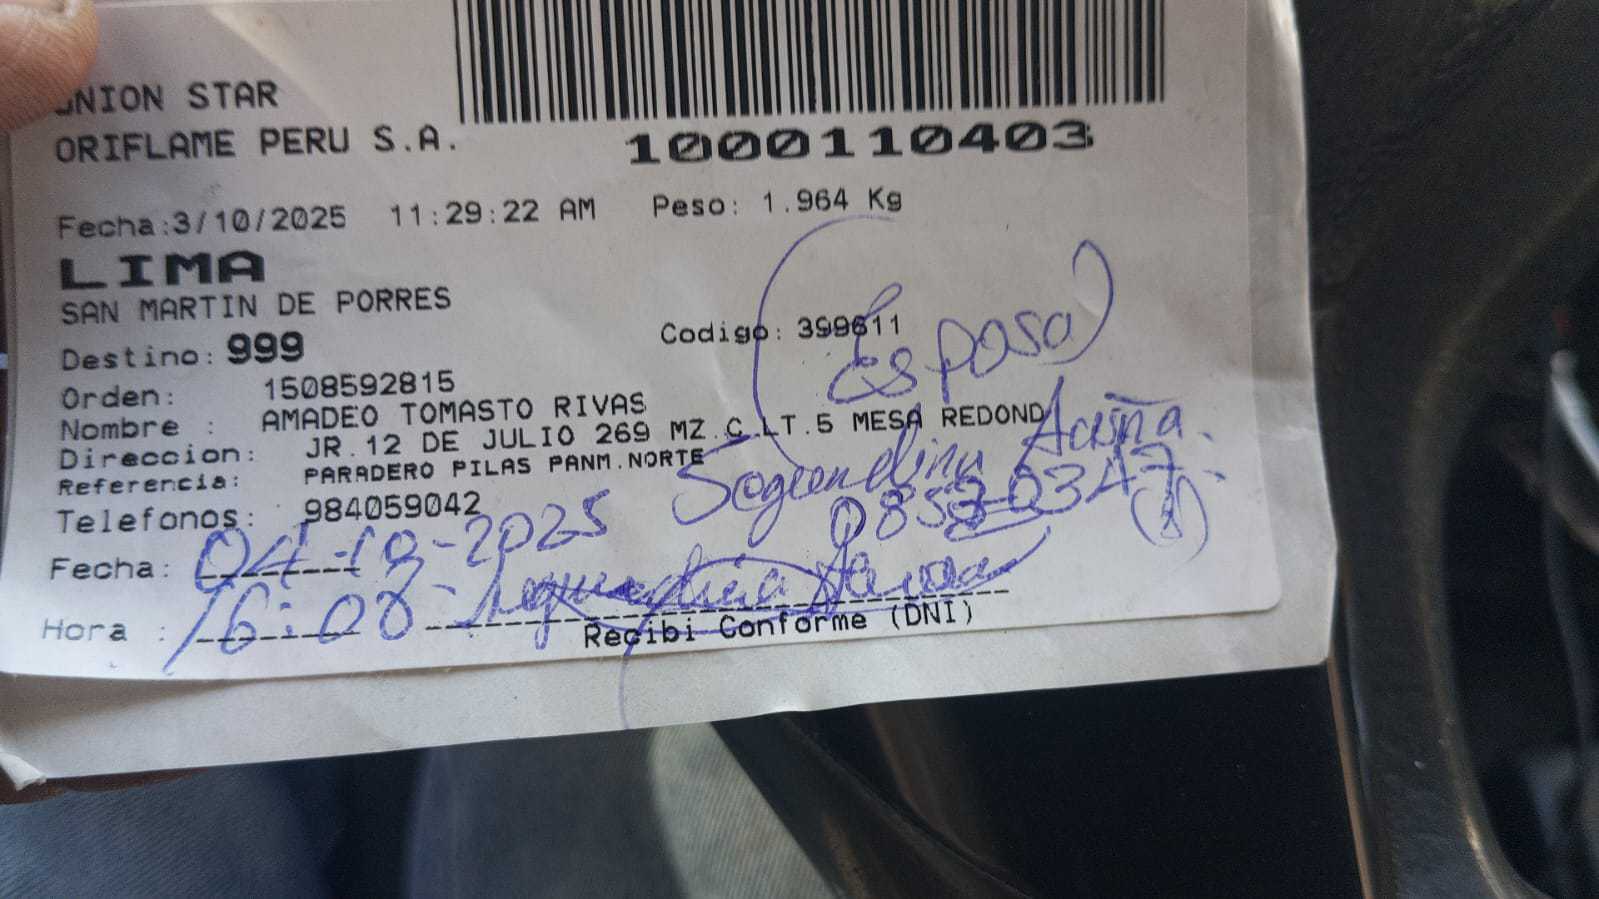 UNION STAR
ORIFLAME PERU S.A.
1000110403
Fecha:3/10/2025 11:29:22 AM Peso: 1.964 Kg
LIMA
SAN MARTIN DE PORRES
Destino: 999 Codigo: 399611
Esposa
Orden: 1508592815
Nombre : AMADEO TOMASTO RIVAS
Direccion: JR.12 DE JULIO 269 MZ.C.LT.5 MESA REDOND
Referencia: PARADERO PILAS PANM.NORTE
Segundina Acuña.
Telefonos: 984059042
Fecha: 04-10-2025
Hora : 16:08
Recibi Conforme (DNI)